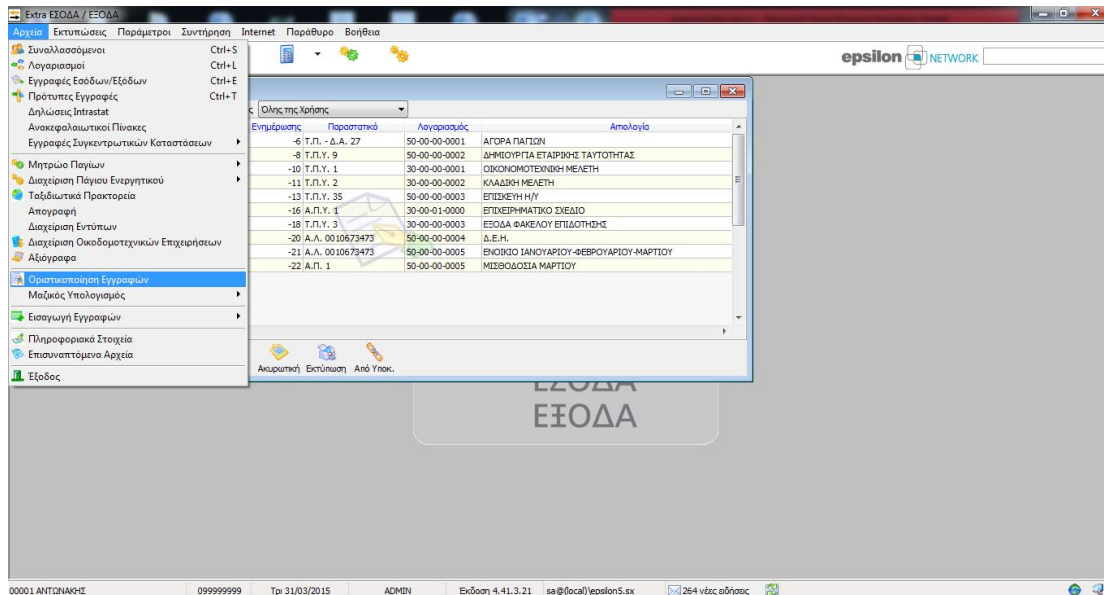 Extra ΕΣΟΔΑ / ΕΞΟΔΑ
Αρχεία Εκτυπώσεις Παράμετροι Συντήρηση Internet Παράθυρο Βοήθεια
Συναλλασσόμενοι Ctrl+S
Λογαριασμοί Ctrl+L
Εγγραφές Εσόδων/Εξόδων Ctrl+E
Πρότυπες Εγγραφές Ctrl+T
Δηλώσεις Intrastat
Ανακεφαλαιωτικοί Πίνακες
Εγγραφές Συγκεντρωτικών Καταστάσεων
Μητρώο Παγίων
Διαχείριση Πάγιου Ενεργητικού
Ταξιδιωτικά Πρακτορεία
Απογραφή
Διαχείριση Εντύπων
Διαχείριση Οικοδομοτεχνικών Επιχειρήσεων
Αξιόγραφα
Οριστικοποίηση Εγγραφών
Μαζικός Υπολογισμός
Εισαγωγή Εγγραφών
Πληροφοριακά Στοιχεία
Επισυναπτόμενα Αρχεία
Έξοδος
epsilon NETWORK
ς Όλης της Χρήσης
Ενημέρωσης Παραστατικό Λογαριασμός Αιτιολογία
-6 Τ.Π. - Δ.Α. 27 50-00-00-0001 ΑΓΟΡΑ ΠΑΓΙΩΝ
-8 Τ.Π.Υ. 9 50-00-00-0002 ΔΗΜΙΟΥΡΓΙΑ ΕΤΑΙΡΙΚΗΣ ΤΑΥΤΟΤΗΤΑΣ
-10 Τ.Π.Υ. 1 30-00-00-0001 ΟΙΚΟΝΟΜΟΤΕΧΝΙΚΗ ΜΕΛΕΤΗ
-11 Τ.Π.Υ. 2 30-00-00-0002 ΚΛΑΔΙΚΗ ΜΕΛΕΤΗ
-13 Τ.Π.Υ. 35 50-00-00-0003 ΕΠΙΣΚΕΥΗ Η/Υ
-16 Α.Π.Υ. 1 30-00-01-0000 ΕΠΙΧΕΙΡΗΜΑΤΙΚΟ ΣΧΕΔΙΟ
-18 Τ.Π.Υ. 3 30-00-00-0003 ΕΞΟΔΑ ΦΑΚΕΛΟΥ ΕΠΙΔΟΤΗΣΗΣ
-20 Α.Λ. 0010673473 50-00-00-0004 Δ.Ε.Η.
-21 Α.Λ. 0010673473 50-00-00-0005 ΕΝΟΙΚΙΟ ΙΑΝΟΥΑΡΙΟΥ-ΦΕΒΡΟΥΑΡΙΟΥ-ΜΑΡΤΙΟΥ
-22 Α.Π. 1 50-00-00-0005 ΜΙΣΘΟΔΟΣΙΑ ΜΑΡΤΙΟΥ
Ακυρωτική Εκτύπωση Από Υποκ.
ΕΣΟΔΑ
ΕΞΟΔΑ
00001 ΑΝΤΩΝΑΚΗΣ 099999999 Τρι 31/03/2015 ADMIN Έκδοση 4.41.3.21 sa@(local)\epsilon5.sx 264 νέες ειδήσεις